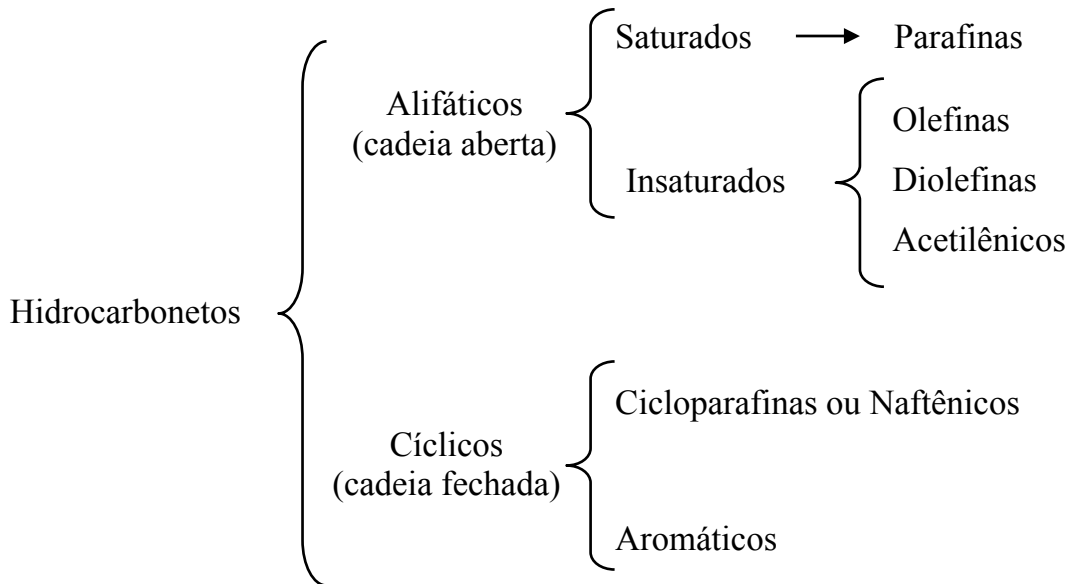 Saturados
Parafinas
Alifáticos
(cadeia aberta)
Olefinas
Insaturados
Diolefinas
Acetilênicos
Hidrocarbonetos
Cicloparafinas ou Naftênicos
Cíclicos
(cadeia fechada)
Aromáticos